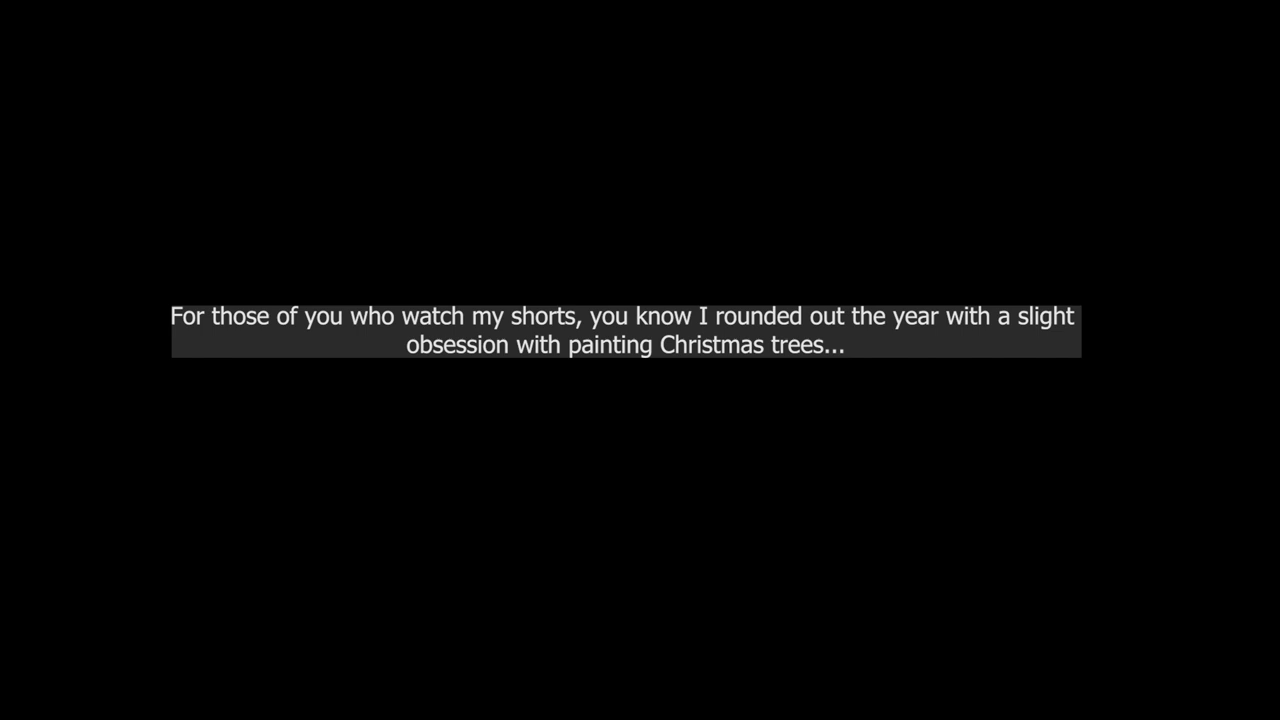 For those of you who watch my shorts, you know I rounded out the year with a slight
obsession with painting Christmas trees...